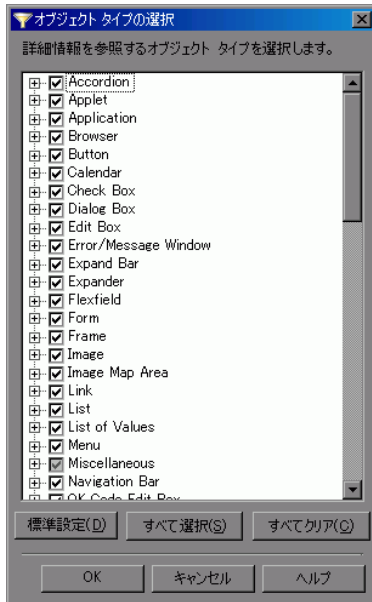 オブジェクト タイプの選択
詳細情報を参照するオブジェクト タイプを選択します。
Accordion
Applet
Application
Browser
Button
Calendar
Check Box
Dialog Box
Edit Box
Error/Message Window
Expand Bar
Expander
Flexfield
Form
Frame
Image
Image Map Area
Link
List
List of Values
Menu
Miscellaneous
Navigation Bar
OK Code Edit Box
標準設定(D) すべて選択(S) すべてクリア(C)
OK キャンセル ヘルプ